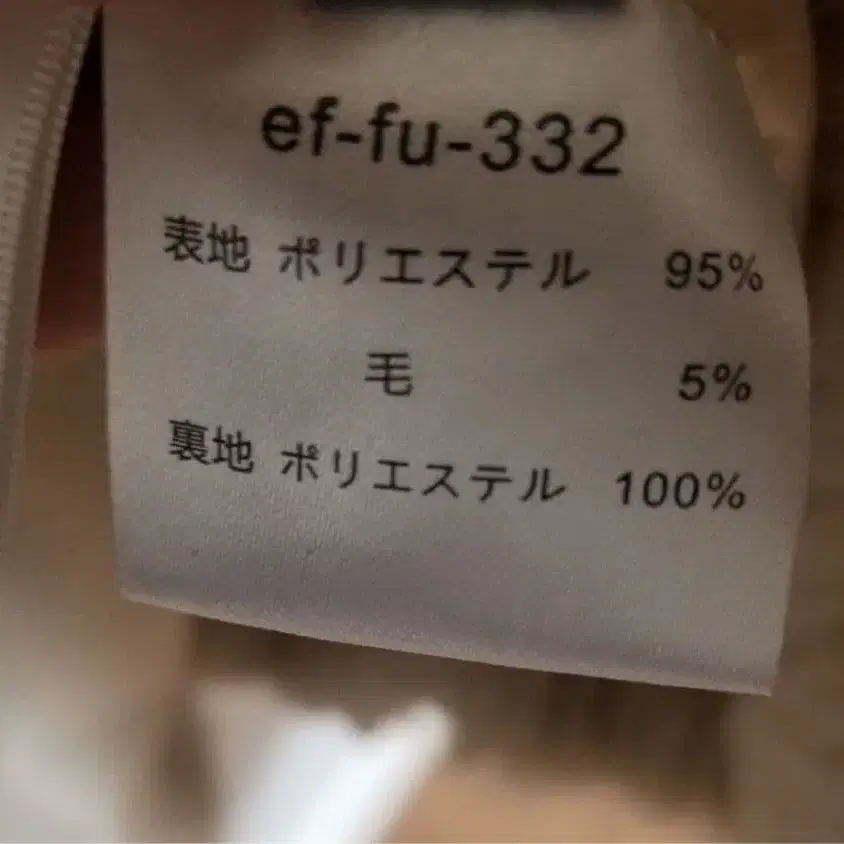 ef-fu-332
表地 ポリエステル 95%
毛 5%
裏地 ポリエステル 100%